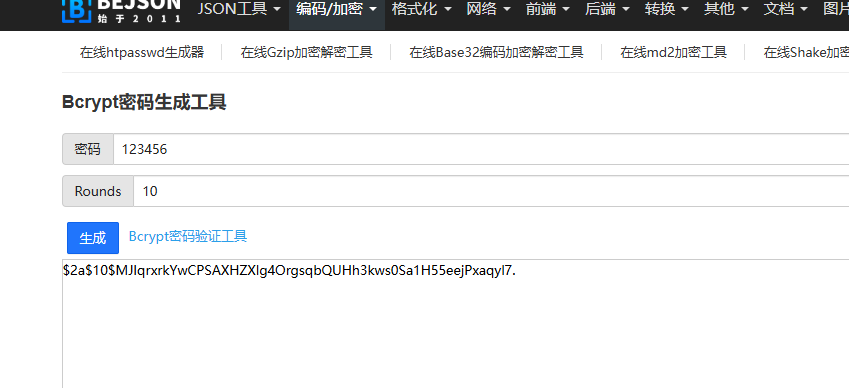 BEJSON
始于2011
JSON工具 编码/加密 格式化 网络 前端 后端 转换 其他 文档
在线htpasswd生成器 在线Gzip加密解密工具 在线Base32编码加密解密工具 在线md2加密工具 在线Shake加密
Bcrypt密码生成工具
密码 123456
Rounds 10
生成 Bcrypt密码验证工具
$2a$10$MJIqrxrkYwCPSAXHZXlg4OrgsqbQUHh3kws0Sa1H55eejPxaqyl7.